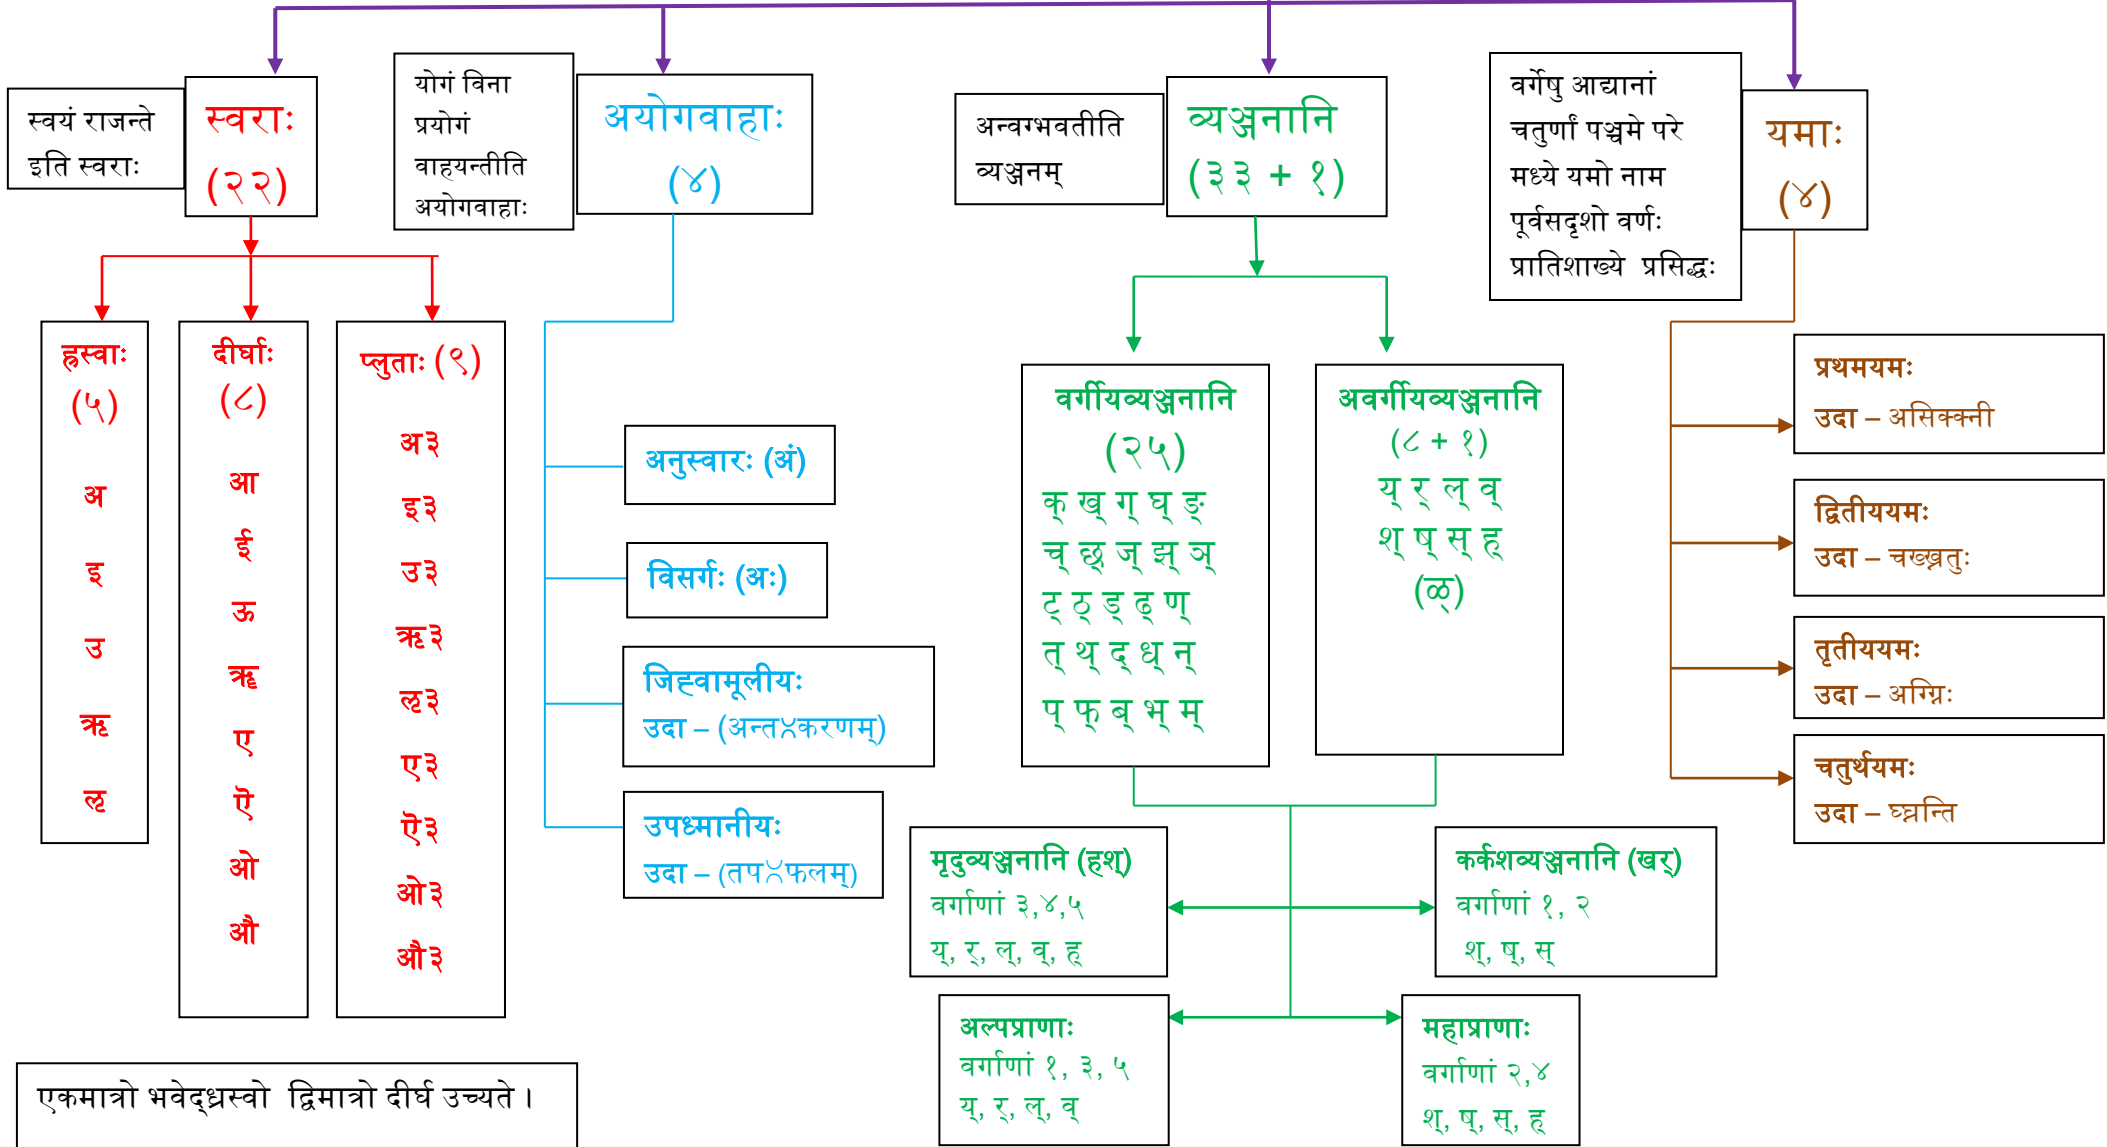 स्वयं राजन्ते
इति स्वराः
स्वराः
(२२)
योगं विना
प्रयोगं
वाहयन्तीति
अयोगवाहाः
अयोगवाहाः
(४)
अन्वग्भवतीति
व्यञ्जनम्
व्यञ्जनानि
(३३ + १)
वर्गेषु आद्यानां
चतुर्णां पञ्चमे परे
मध्ये यमो नाम
पूर्वसदृशो वर्णः
प्रातिशाख्ये प्रसिद्धः
यमाः
(४)
ह्रस्वाः
(५)
अ
इ
उ
ऋ
ऌ
दीर्घाः
(८)
आ
ई
ऊ
ॠ
ए
ऐ
ओ
औ
प्लुताः (९)
अ३
इ३
उ३
ऋ३
ऌ३
ए३
ऐ३
ओ३
औ३
अनुस्वारः (अं)
विसर्गः (अः)
जिह्वामूलीयः
उदा – (अन्तᳵकरणम्)
उपध्मानीयः
उदा – (तपᳶफलम्)
वर्गीयव्यञ्जनानि
(२५)
क् ख् ग् घ् ङ्
च् छ् ज् झ् ञ्
ट् ठ् ड् ढ् ण्
त् थ् द् ध् न्
प् फ् ब् भ् म्
अवर्गीयव्यञ्जनानि
(८ + १)
य् र् ल् व्
श् ष् स् ह्
(ळ्)
प्रथमयमः
उदा – असिक्क्नी
द्वितीययमः
उदा – चख्ख्नतुः
तृतीययमः
उदा – अग्ग्निः
चतुर्थयमः
उदा – घ्घ्नन्ति
मृदुव्यञ्जनानि (हश्)
वर्गाणां ३,४,५
य्, र्, ल्, व्, ह्
कर्कशव्यञ्जनानि (खर्)
वर्गाणां १, २
श्, ष्, स्
अल्पप्राणाः
वर्गाणां १, ३, ५
य्, र्, ल्, व्
महाप्राणाः
वर्गाणां २,४
श्, ष्, स्, ह्
एकमात्रो भवेद्ध्रस्वो द्विमात्रो दीर्घ उच्यते ।